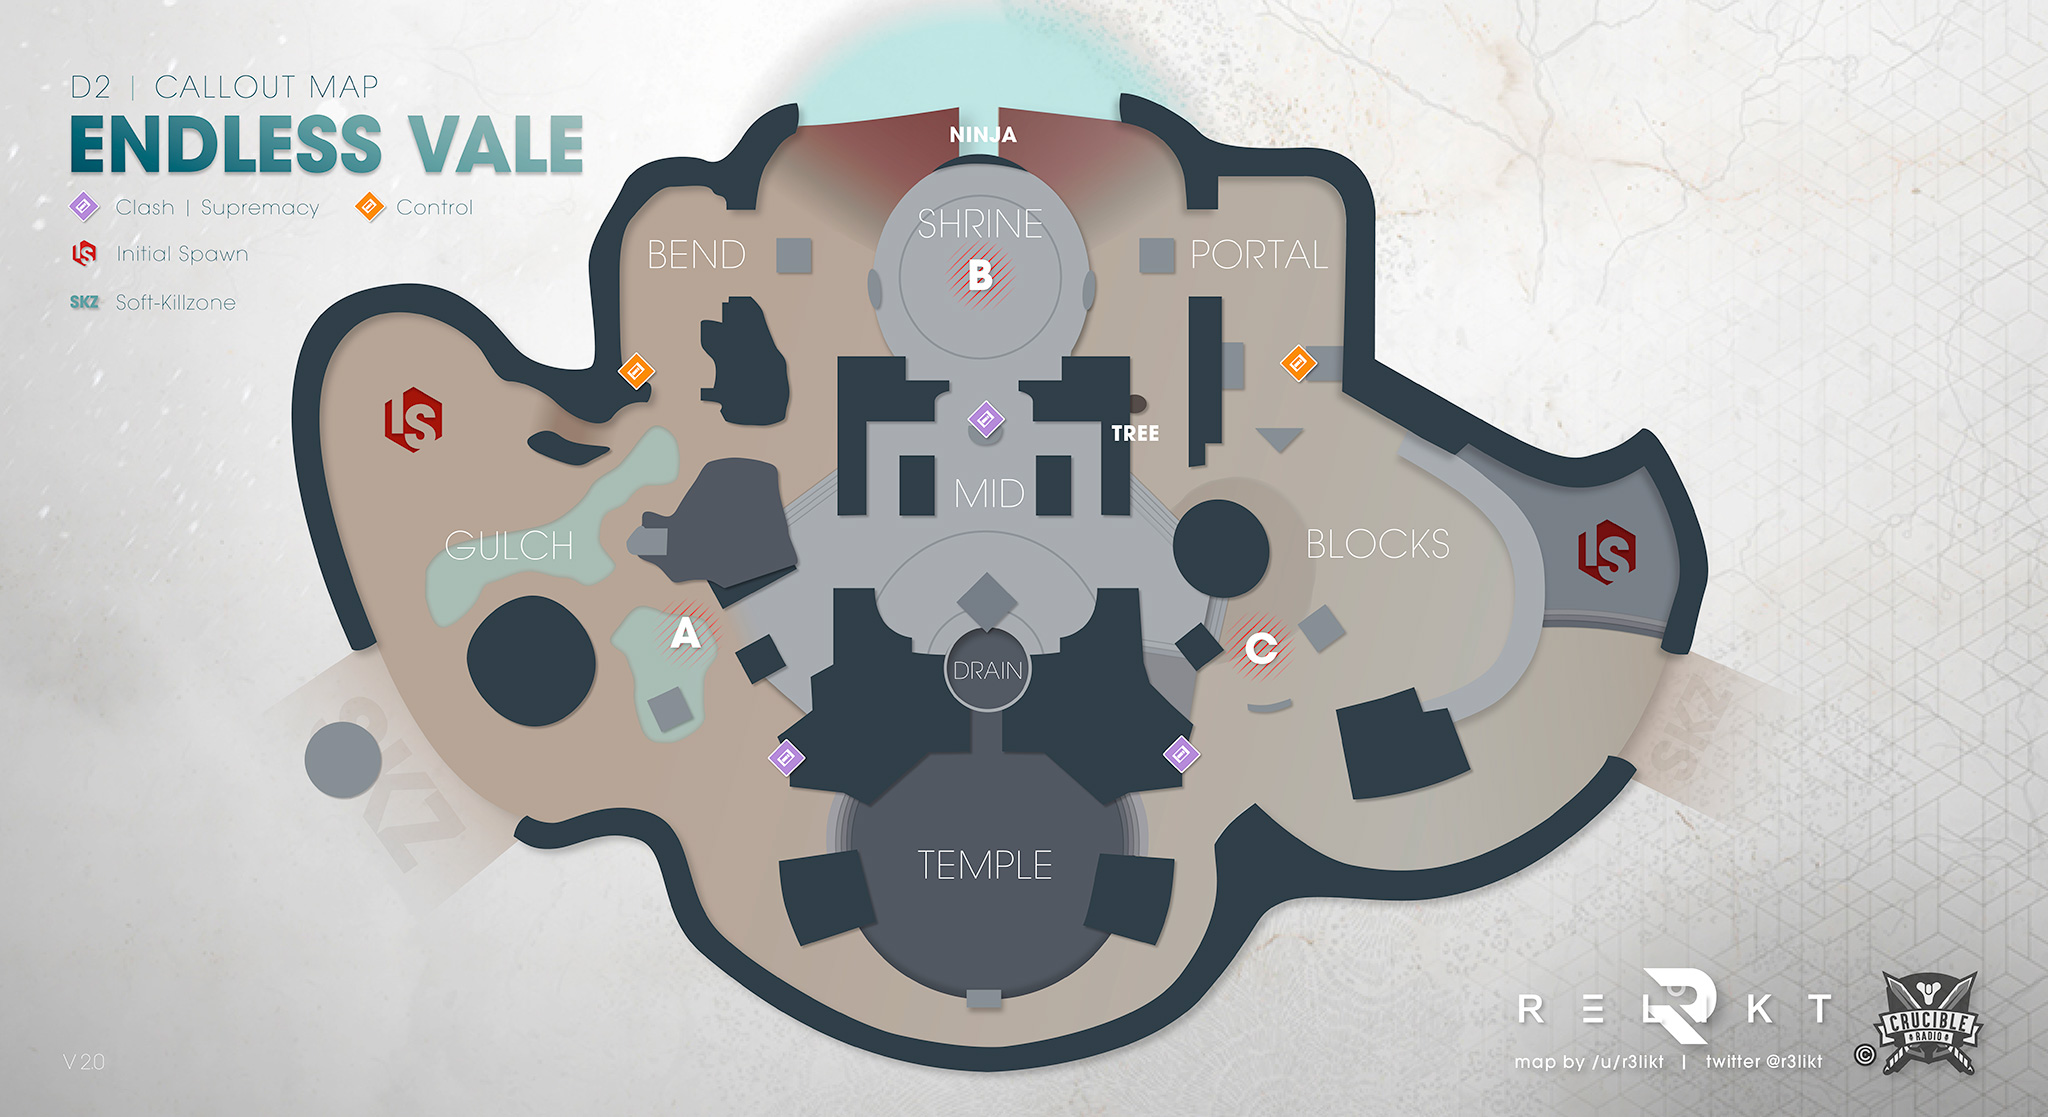 D2 | CALLOUT MAP
ENDLESS VALE
Clash | Supremacy
Control
Initial Spawn
SKZ Soft-Killzone
NINJA
SHRINE
B
BEND
PORTAL
TREE
MID
GULCH
BLOCKS
A
C
DRAIN
SKZ
SKZ
TEMPLE
RELIKT
map by /u/r3likt | twitter @r3likt
©
CRUCIBLE
RADIO
V 2.0